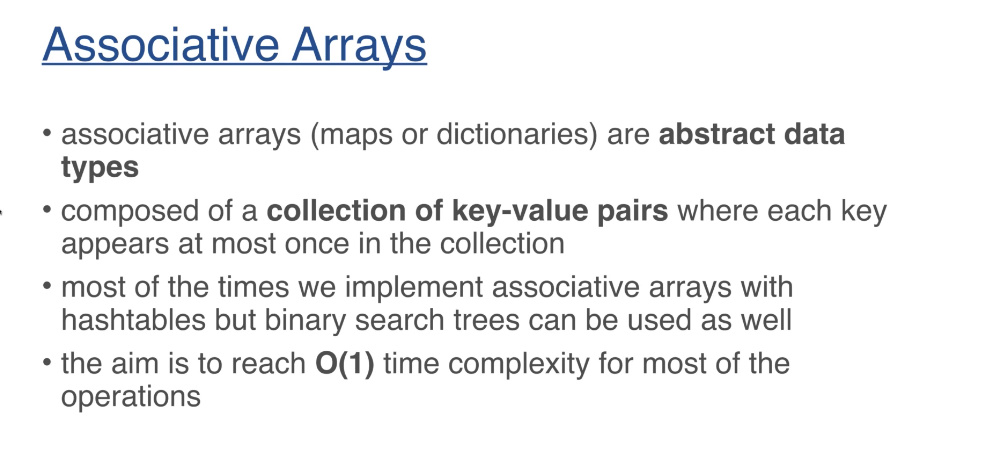 Associative Arrays
• associative arrays (maps or dictionaries) are abstract data
types
• composed of a collection of key-value pairs where each key
appears at most once in the collection
• most of the times we implement associative arrays with
hashtables but binary search trees can be used as well
• the aim is to reach O(1) time complexity for most of the
operations